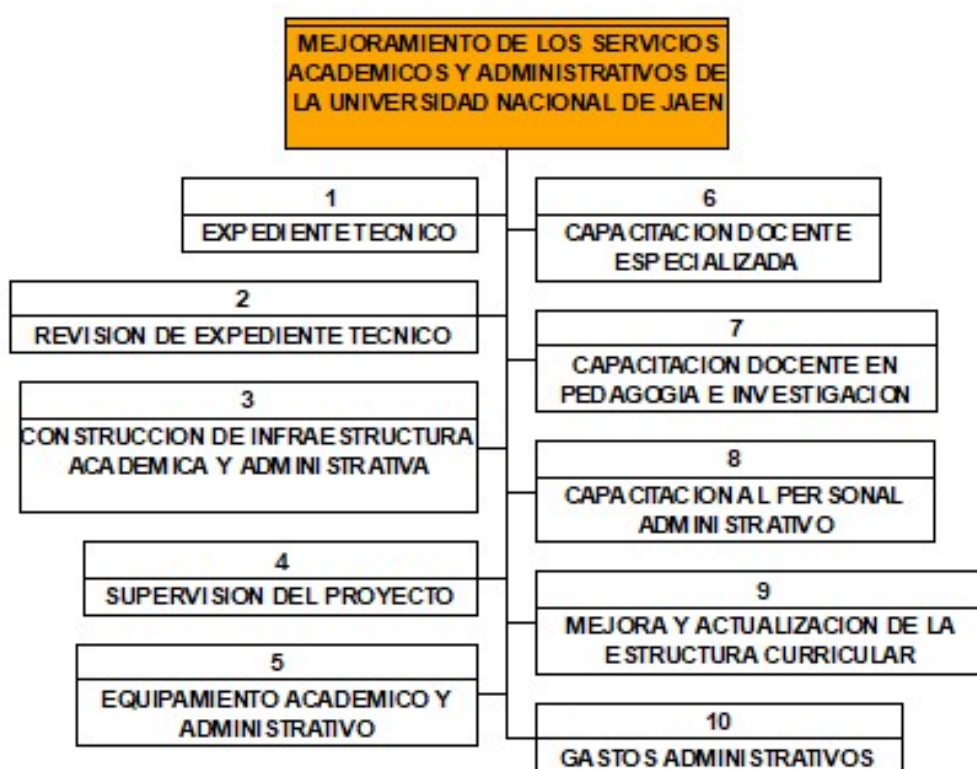 MEJORAMIENTO DE LOS SERVICIOS
ACADEMICOS Y ADMINISTRATIVOS DE
LA UNIVERSIDAD NACIONAL DE JAEN
1
EXPEDIENTE TECNICO
2
REVISION DE EXPEDIENTE TECNICO
3
CONSTRUCCION DE INFRAESTRUCTURA
ACADEMICA Y ADMINISTRATIVA
4
SUPERVISION DEL PROYECTO
5
EQUIPAMIENTO ACADEMICO Y
ADMINISTRATIVO
6
CAPACITACION DOCENTE
ESPECIALIZADA
7
CAPACITACION DOCENTE EN
PEDAGOGIA E INVESTIGACION
8
CAPACITACION AL PERSONAL
ADMINISTRATIVO
9
MEJORA Y ACTUALIZACION DE LA
ESTRUCTURA CURRICULAR
10
GASTOS ADMINISTRATIVOS